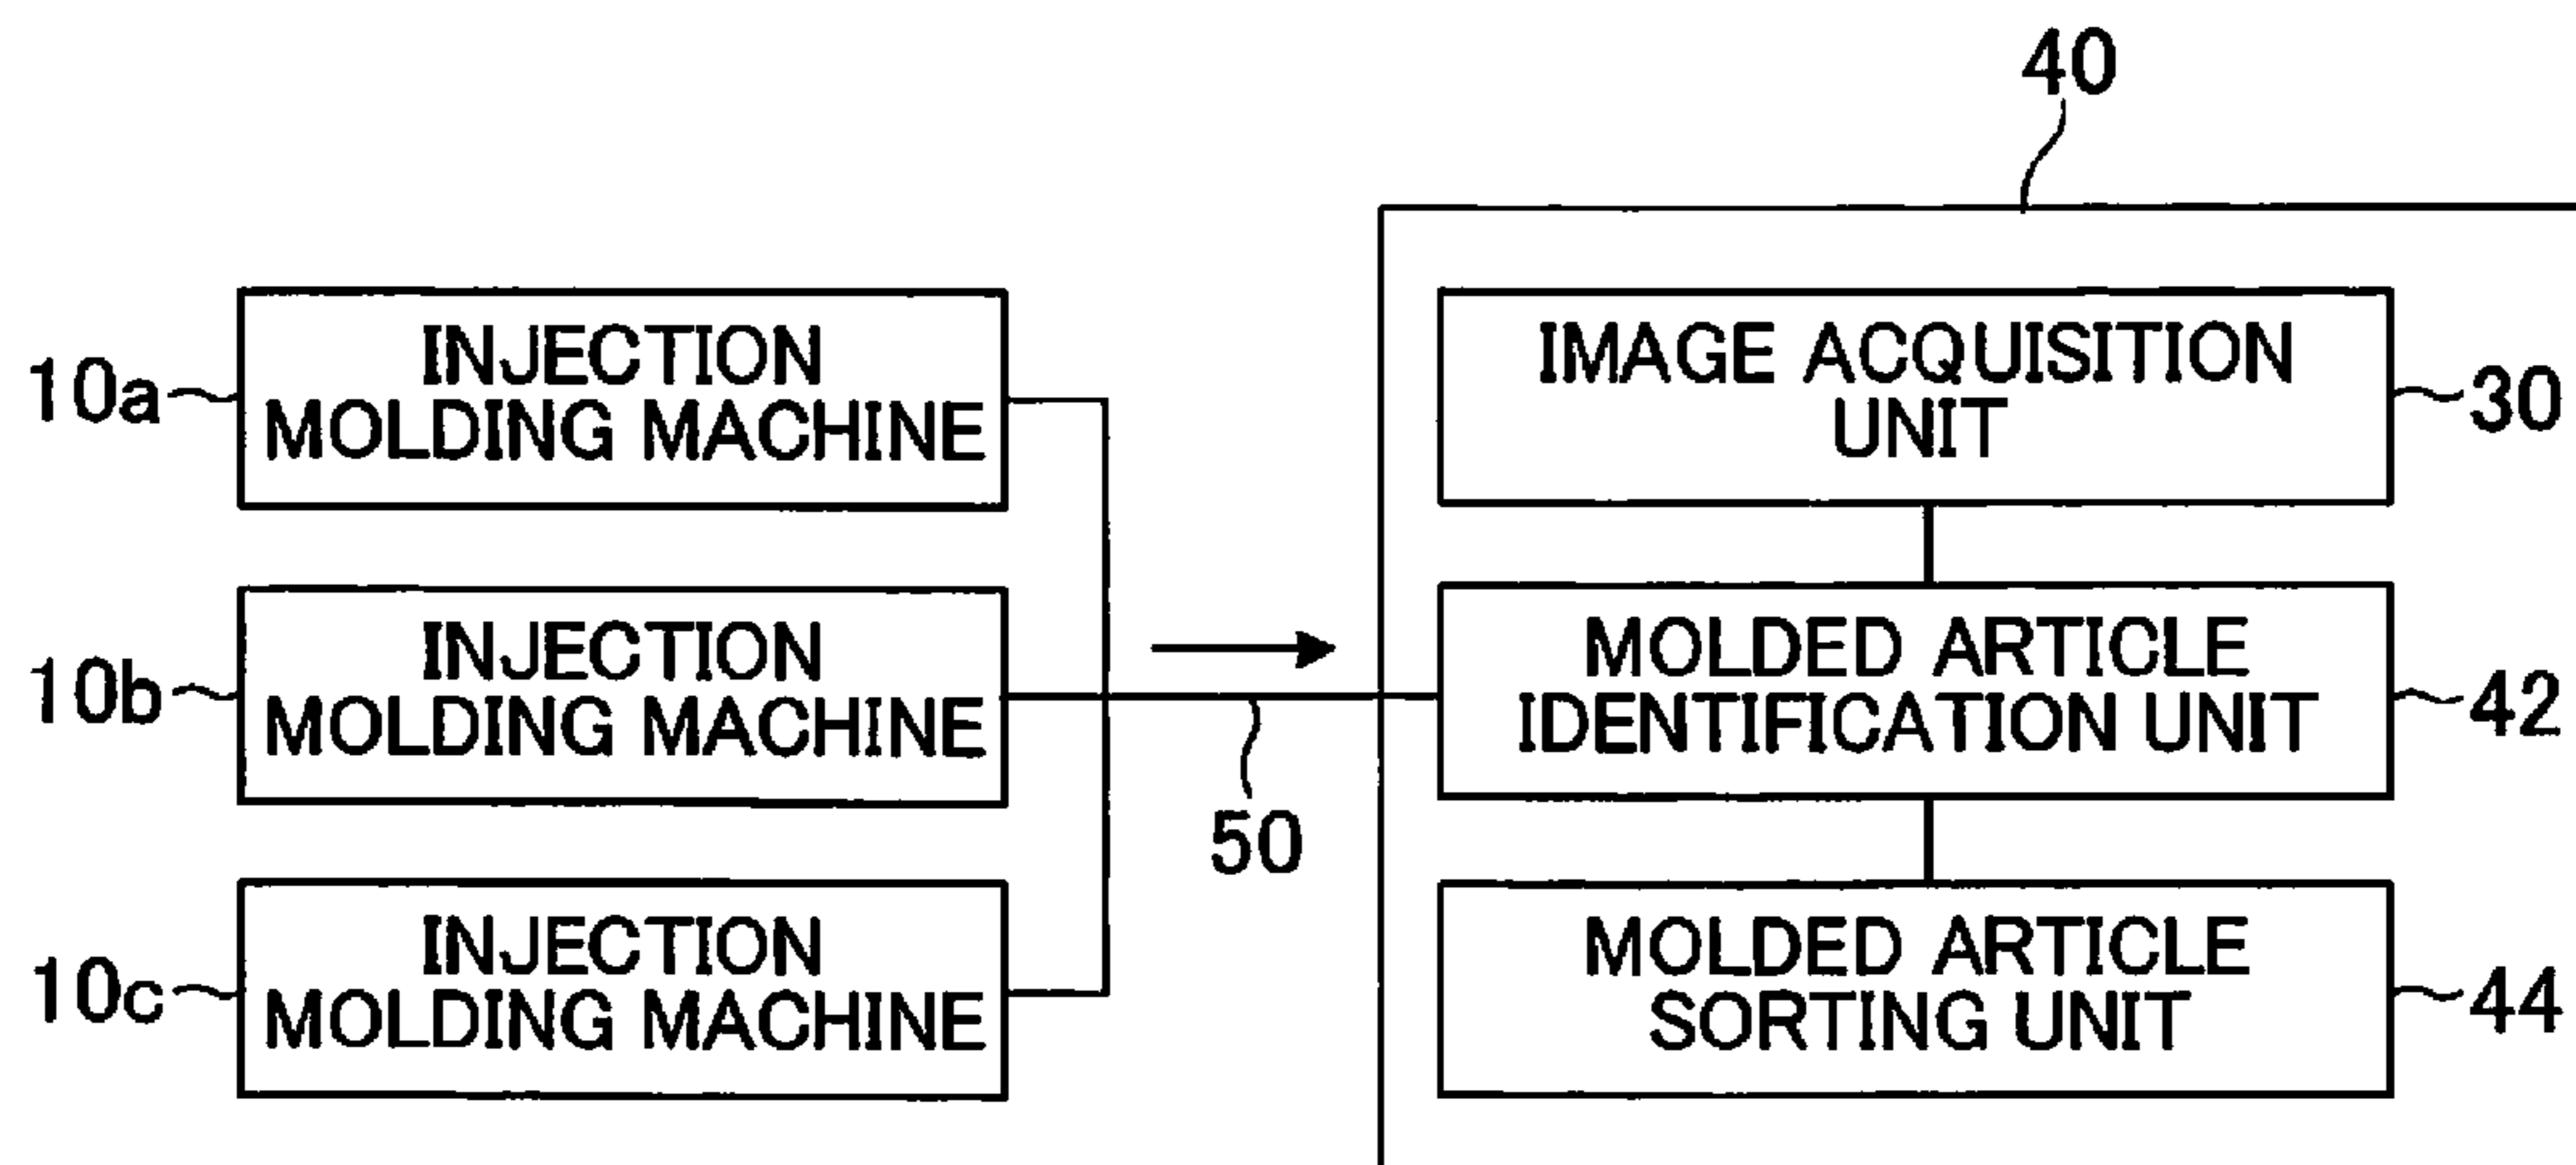 40
10a
INJECTION
MOLDING MACHINE
IMAGE ACQUISITION
UNIT
30
10b
INJECTION
MOLDING MACHINE
50
MOLDED ARTICLE
IDENTIFICATION UNIT
42
10c
INJECTION
MOLDING MACHINE
MOLDED ARTICLE
SORTING UNIT
44